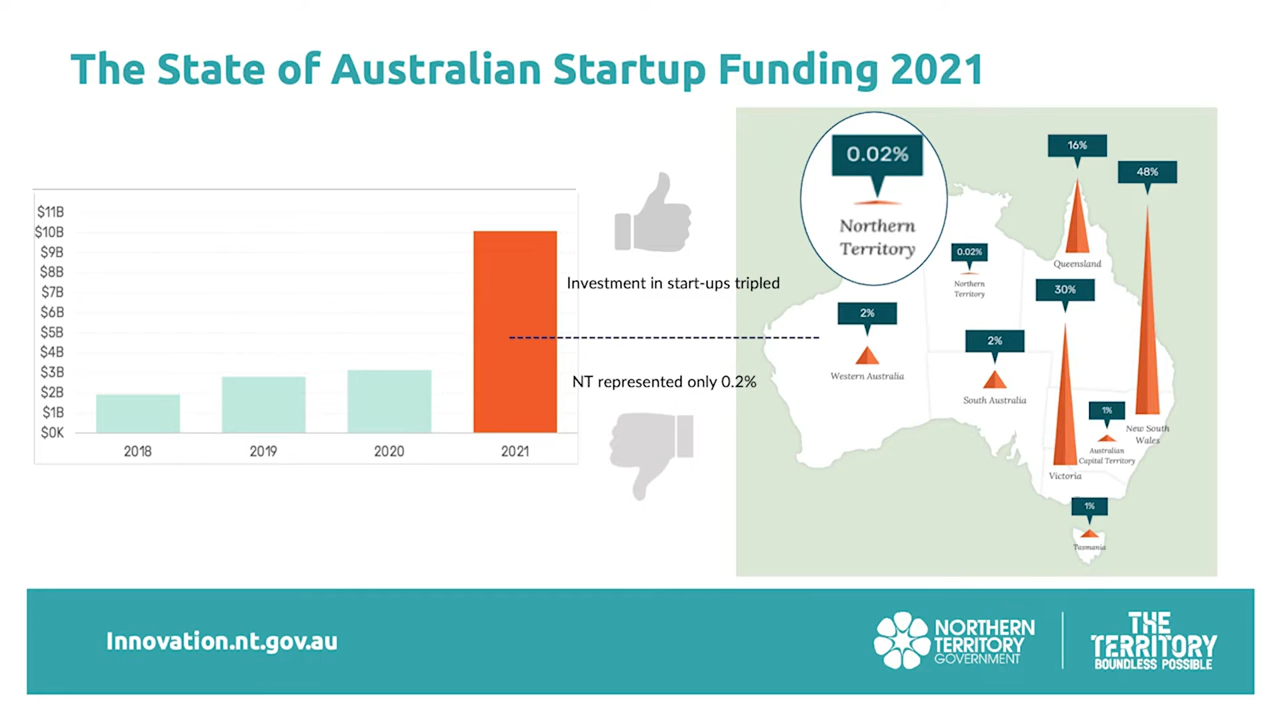 The State of Australian Startup Funding 2021
$11B
$10B
$9B
$8B
$7B
$6B
$5B
$4B
$3B
$2B
$1B
$0K
2018
2019
2020
2021
Investment in start-ups tripled
NT represented only 0.2%
0.02%
Northern
Territory
16%
Queensland
48%
New South
Wales
0.02%
Northern
Territory
30%
Victoria
2%
Western Australia
2%
South Australia
1%
Australian
Capital Territory
1%
Tasmania
Innovation.nt.gov.au
NORTHERN
TERRITORY
GOVERNMENT
THE
TERRITORY
BOUNDLESS POSSIBLE